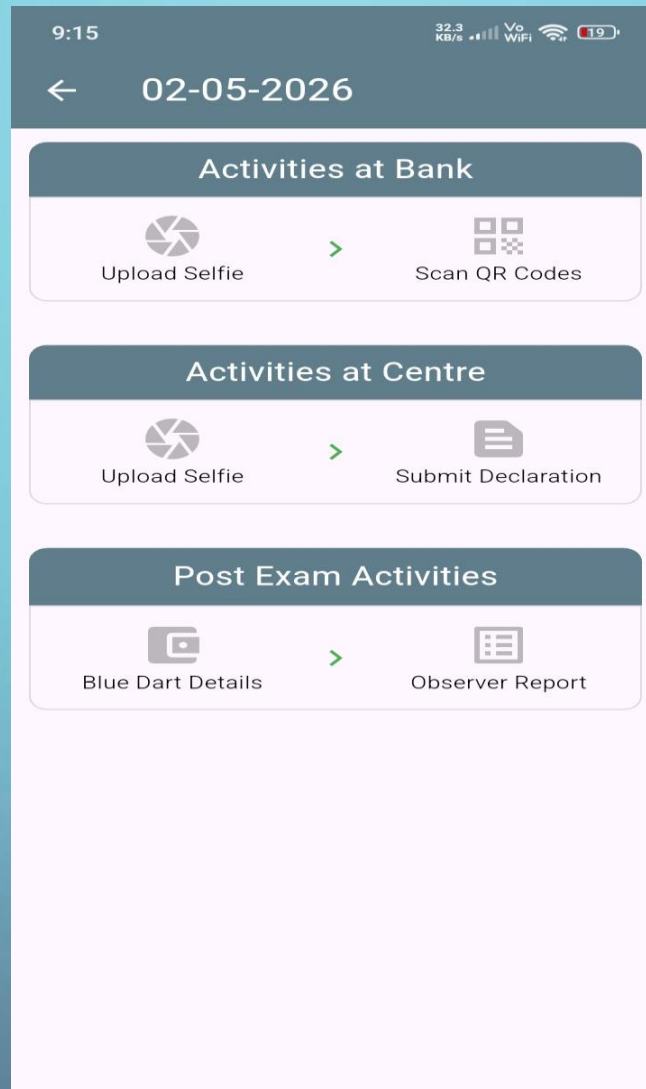 9:15
32.3 KB/s Vo WiFi 19
02-05-2026
Activities at Bank
Upload Selfie > Scan QR Codes
Activities at Centre
Upload Selfie > Submit Declaration
Post Exam Activities
Blue Dart Details > Observer Report